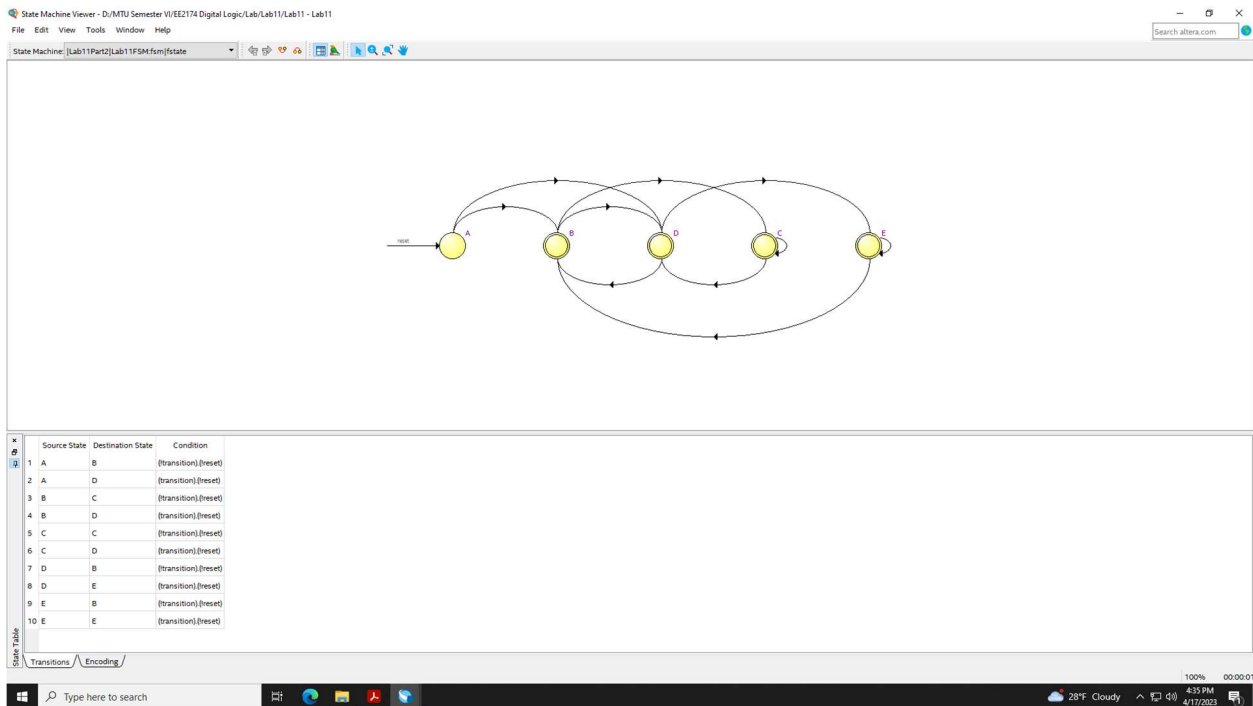 State Machine Viewer - D:/MTU Semester VI/EE2174 Digital Logic/Lab/Lab11/Lab11 - Lab11
File Edit View Tools Window Help
Search altera.com
State Machine: |Lab11Part2|Lab11FSM:fsm|fstate
reset
A
B
D
C
E
Source State Destination State Condition
1 A B (!transition).(!reset)
2 A D (transition).(!reset)
3 B C (!transition).(!reset)
4 B D (transition).(!reset)
5 C C (!transition).(!reset)
6 C D (transition).(!reset)
7 D B (!transition).(!reset)
8 D E (transition).(!reset)
9 E B (!transition).(!reset)
10 E E (transition).(!reset)
State Table
Transitions Encoding
100% 00:00:01
Type here to search
28°F Cloudy
4:35 PM
4/17/2023
1